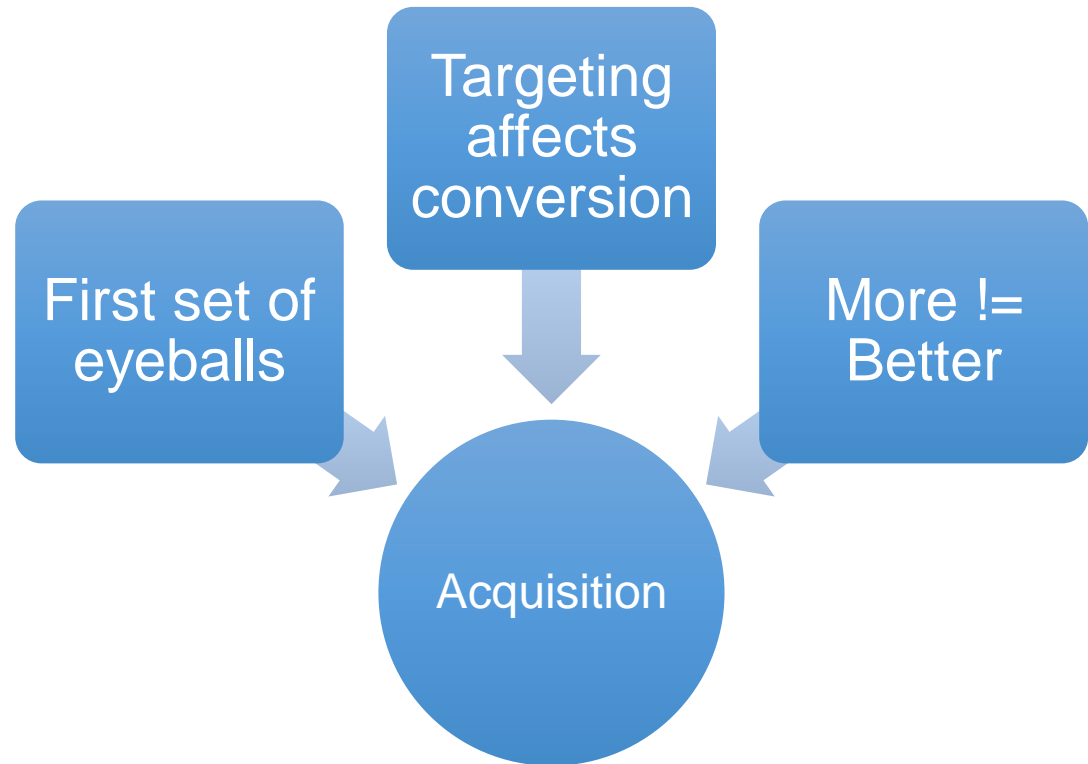 First set of
eyeballs
Targeting
affects
conversion
More !=
Better
Acquisition